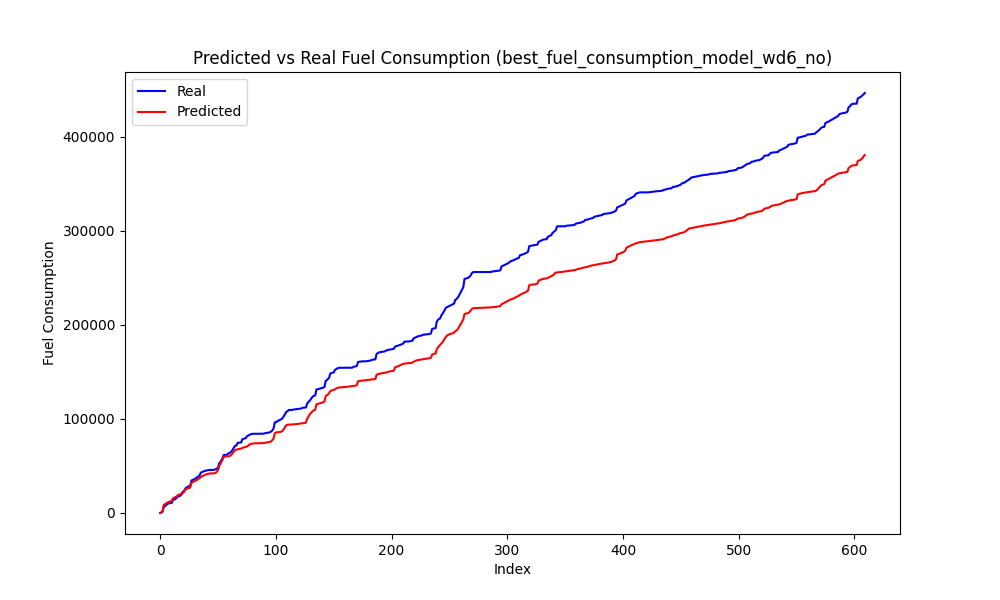 Predicted vs Real Fuel Consumption (best_fuel_consumption_model_wd6_no)
Real
Predicted
400000
300000
200000
100000
0
Fuel Consumption
0 100 200 300 400 500 600
Index